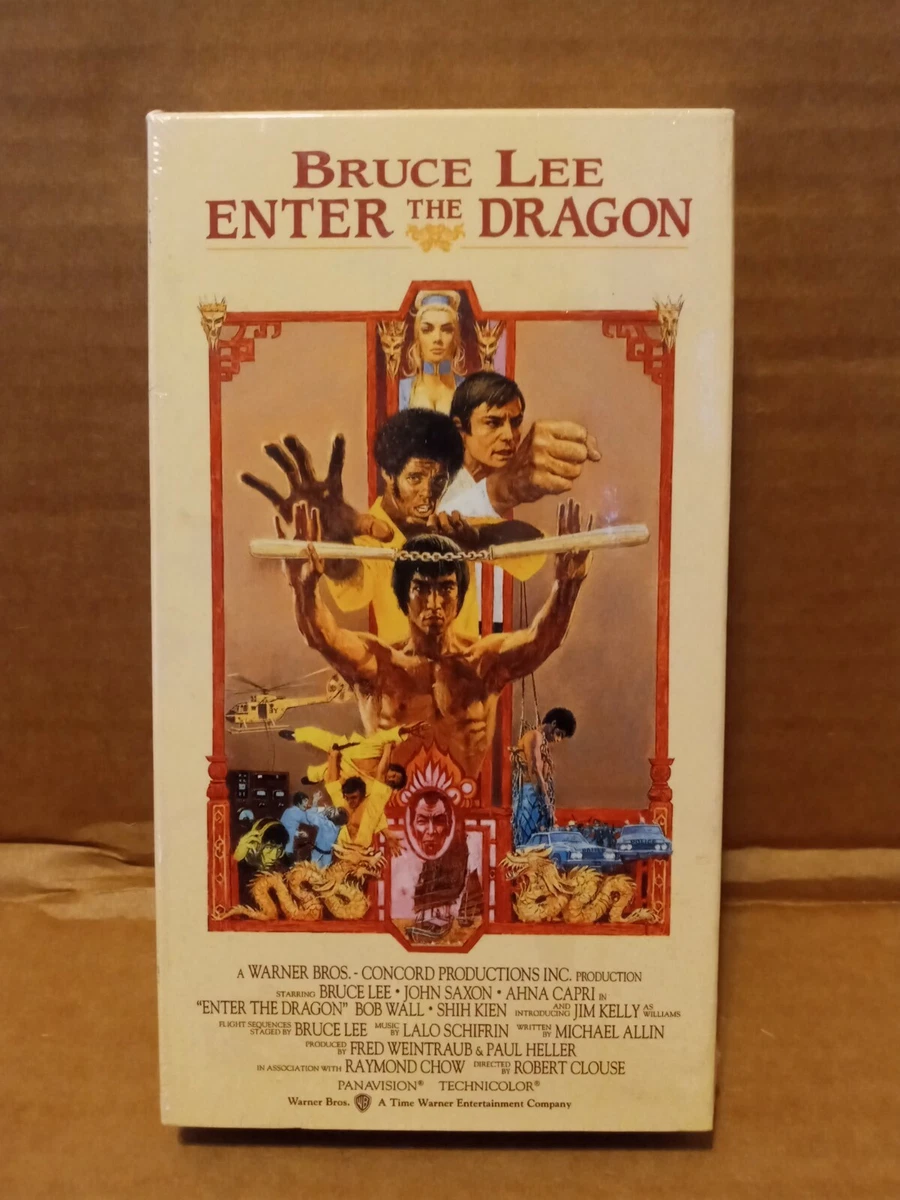 BRUCE LEE
ENTER THE DRAGON
A WARNER BROS. - CONCORD PRODUCTIONS INC. PRODUCTION
STARRING BRUCE LEE • JOHN SAXON • AHNA CAPRI IN
"ENTER THE DRAGON" BOB WALL • SHIH KIEN AND INTRODUCING JIM KELLY AS WILLIAMS
FLIGHT SEQUENCES STAGED BY BRUCE LEE MUSIC BY LALO SCHIFRIN WRITTEN BY MICHAEL ALLIN
PRODUCED BY FRED WEINTRAUB & PAUL HELLER
IN ASSOCIATION WITH RAYMOND CHOW DIRECTED BY ROBERT CLOUSE
PANAVISION® TECHNICOLOR®
Warner Bros. WB A Time Warner Entertainment Company